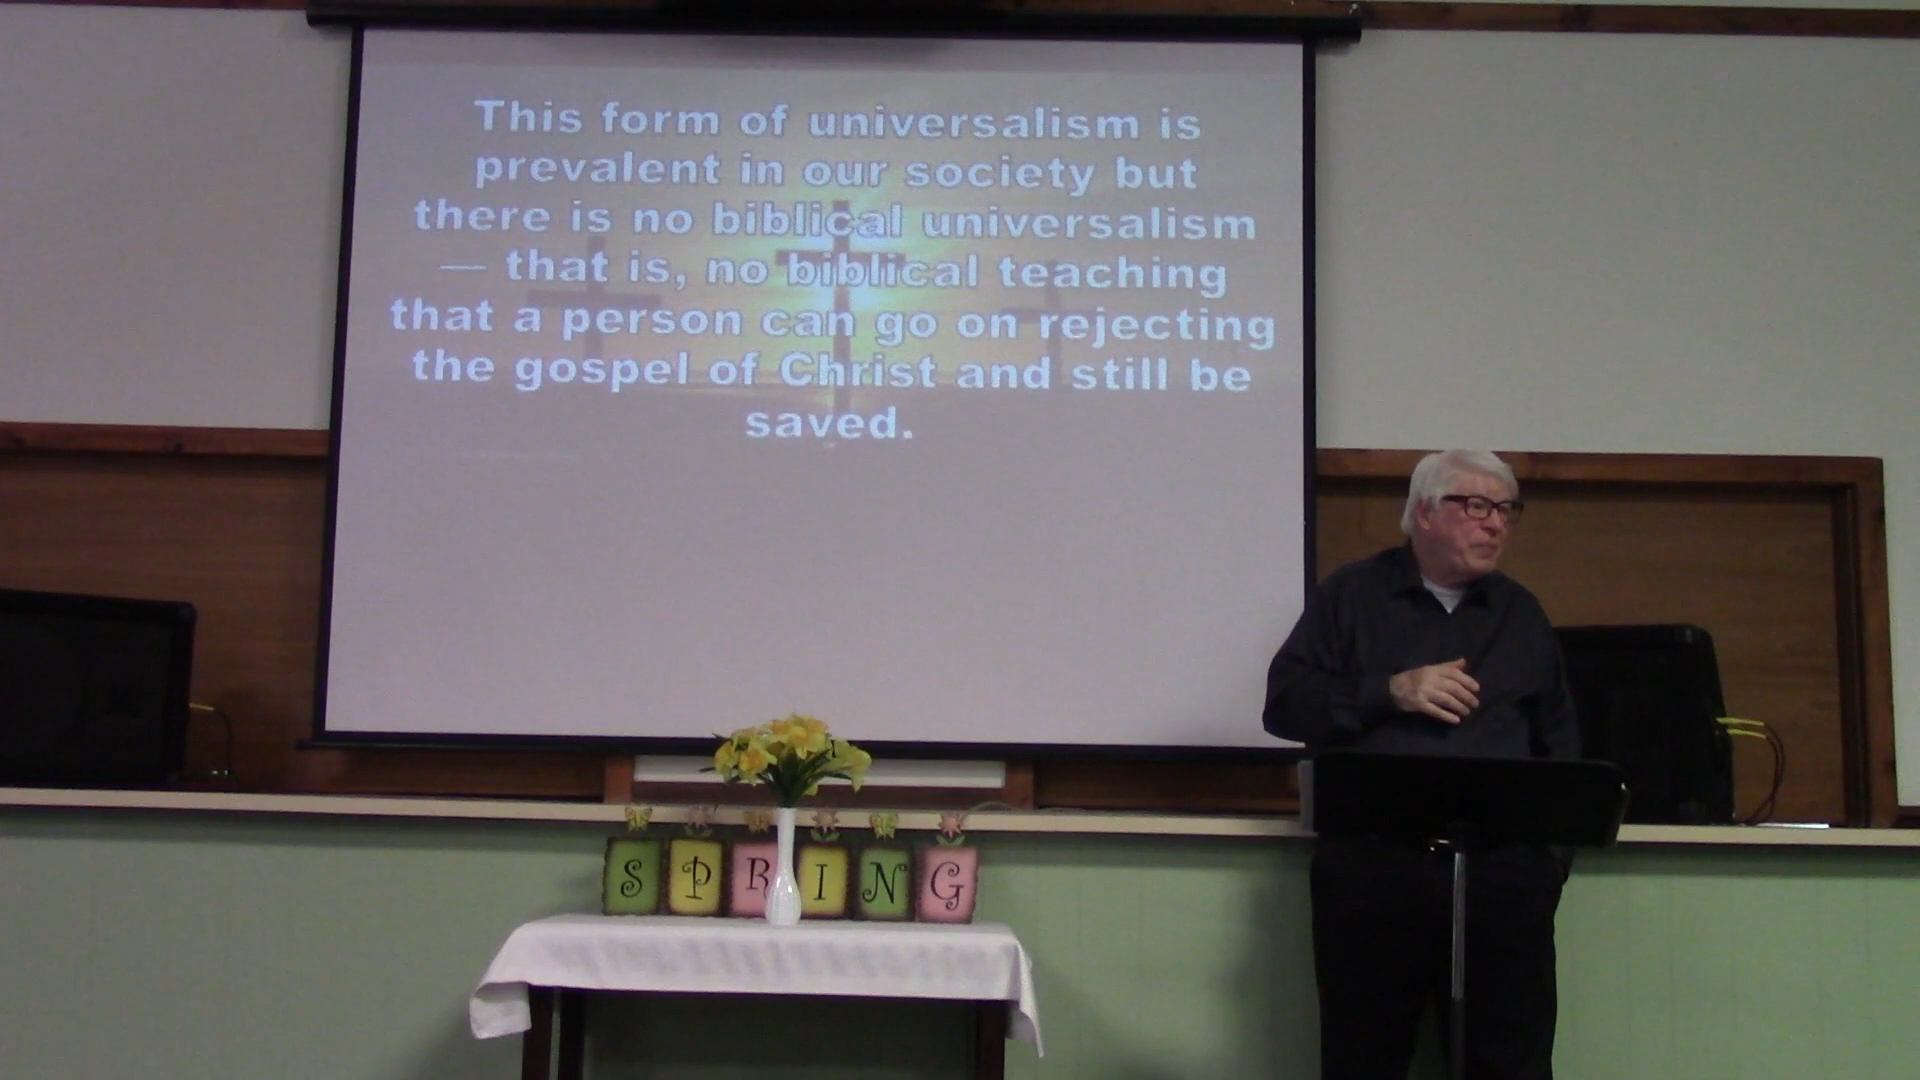 This form of universalism is
prevalent in our society but
there is no biblical universalism
— that is, no biblical teaching
that a person can go on rejecting
the gospel of Christ and still be
saved.
SPRING